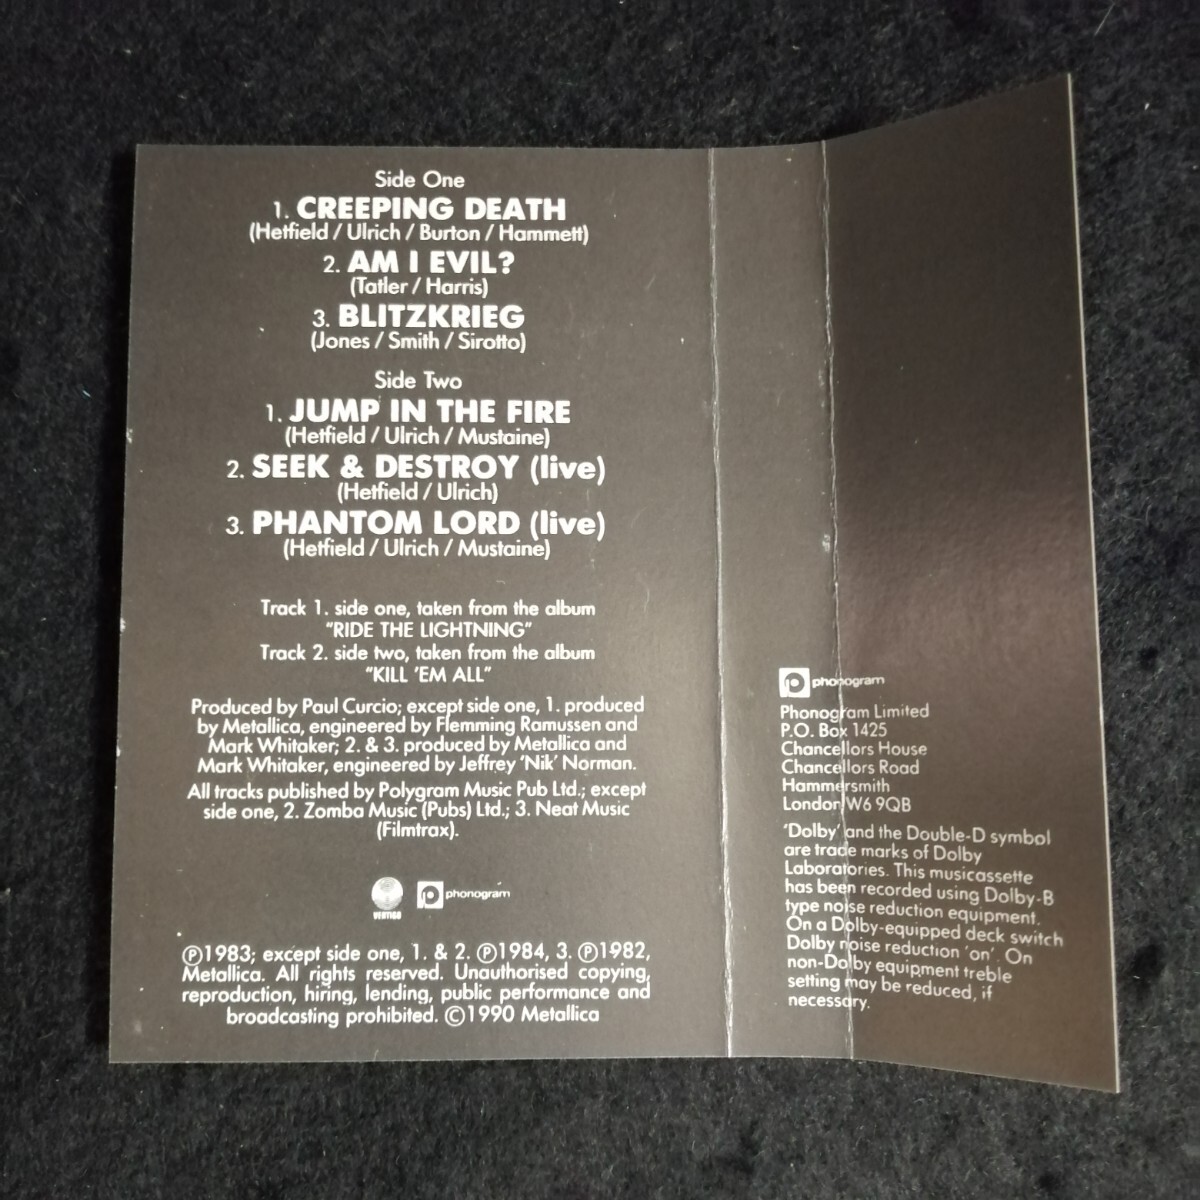 Side One
1. CREEPING DEATH
(Hetfield / Ulrich / Burton / Hammett)
2. AM I EVIL?
(Tatler / Harris)
3. BLITZKRIEG
(Jones / Smith / Sirotto)
Side Two
1. JUMP IN THE FIRE
(Hetfield / Ulrich / Mustaine)
2. SEEK & DESTROY (live)
(Hetfield / Ulrich)
3. PHANTOM LORD (live)
(Hetfield / Ulrich / Mustaine)
Track 1. side one, taken from the album
"RIDE THE LIGHTNING"
Track 2. side two, taken from the album
"KILL 'EM ALL"
Produced by Paul Curcio; except side one, 1. produced
by Metallica, engineered by Flemming Ramussen and
Mark Whitaker; 2. & 3. produced by Metallica and
Mark Whitaker, engineered by Jeffrey 'Nik' Norman.
All tracks published by Polygram Music Pub Ltd.; except
side one, 2. Zomba Music (Pubs) Ltd.; 3. Neat Music
(Filmtrax).
VERTIGO
phonogram
Ⓟ1983; except side one, 1. & 2. Ⓟ1984, 3. Ⓟ1982,
Metallica. All rights reserved. Unauthorised copying,
reproduction, hiring, lending, public performance and
broadcasting prohibited. ©1990 Metallica
phonogram
Phonogram Limited
P.O. Box 1425
Chancellors House
Chancellors Road
Hammersmith
London W6 9QB
'Dolby' and the Double-D symbol
are trade marks of Dolby
Laboratories. This musicassette
has been recorded using Dolby-B
type noise reduction equipment.
On a Dolby-equipped deck switch
Dolby noise reduction 'on'. On
non-Dolby equipment treble
setting may be reduced, if
necessary.